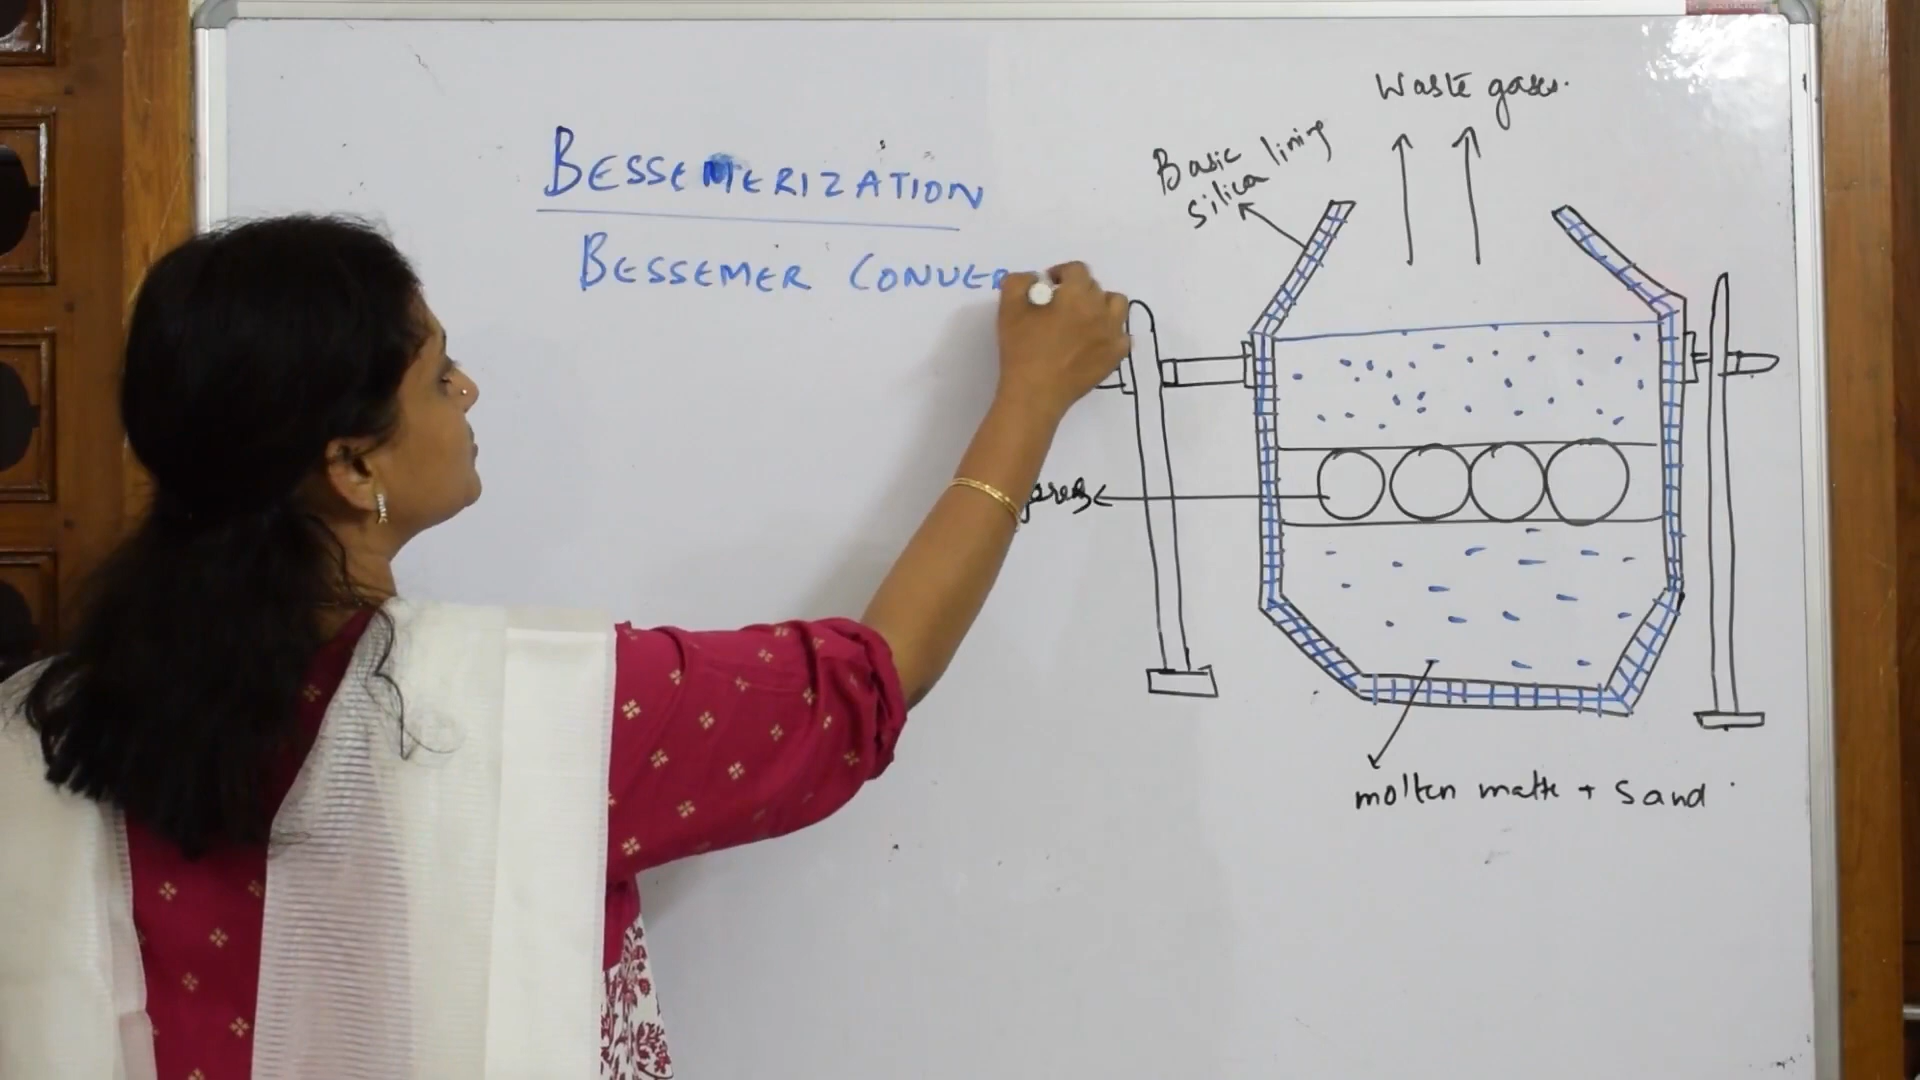 BESSEMERIZATION
BESSEMER CONVER
Waste gases.
Basic lining
silica
molten matte + Sand